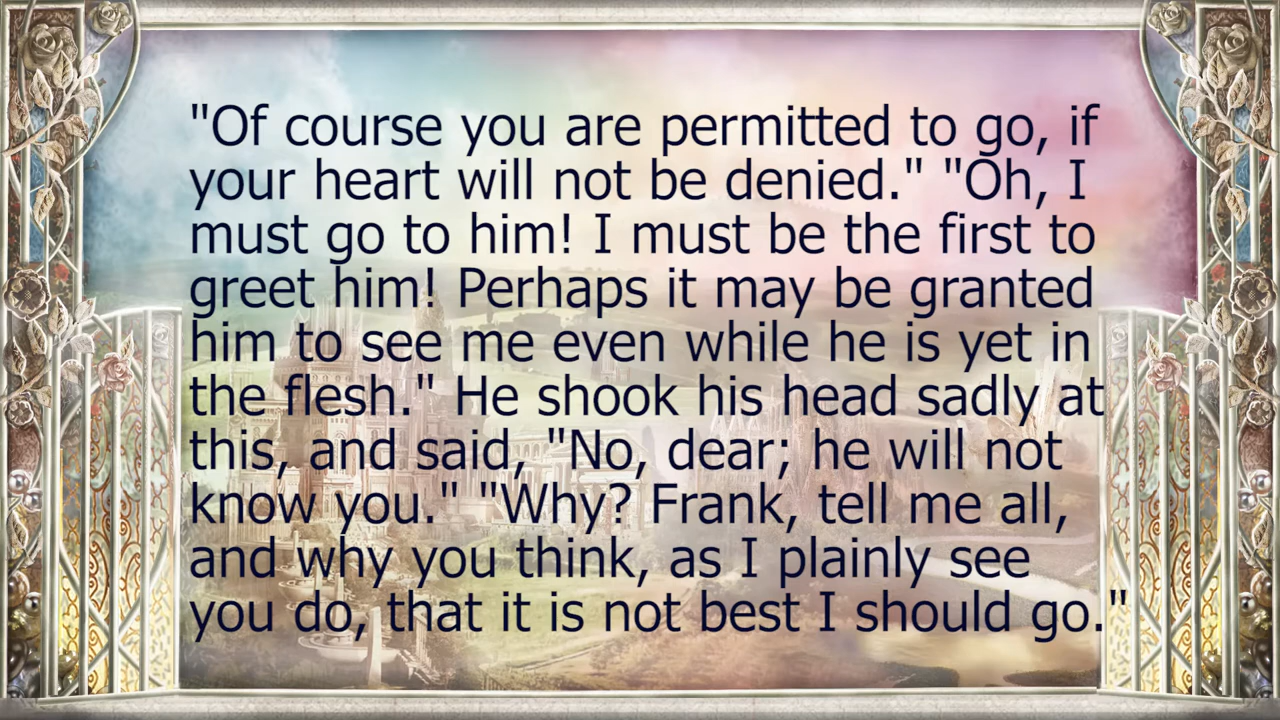 "Of course you are permitted to go, if
your heart will not be denied." "Oh, I
must go to him! I must be the first to
greet him! Perhaps it may be granted
him to see me even while he is yet in
the flesh." He shook his head sadly at
this, and said, "No, dear; he will not
know you." "Why? Frank, tell me all,
and why you think, as I plainly see
you do, that it is not best I should go."